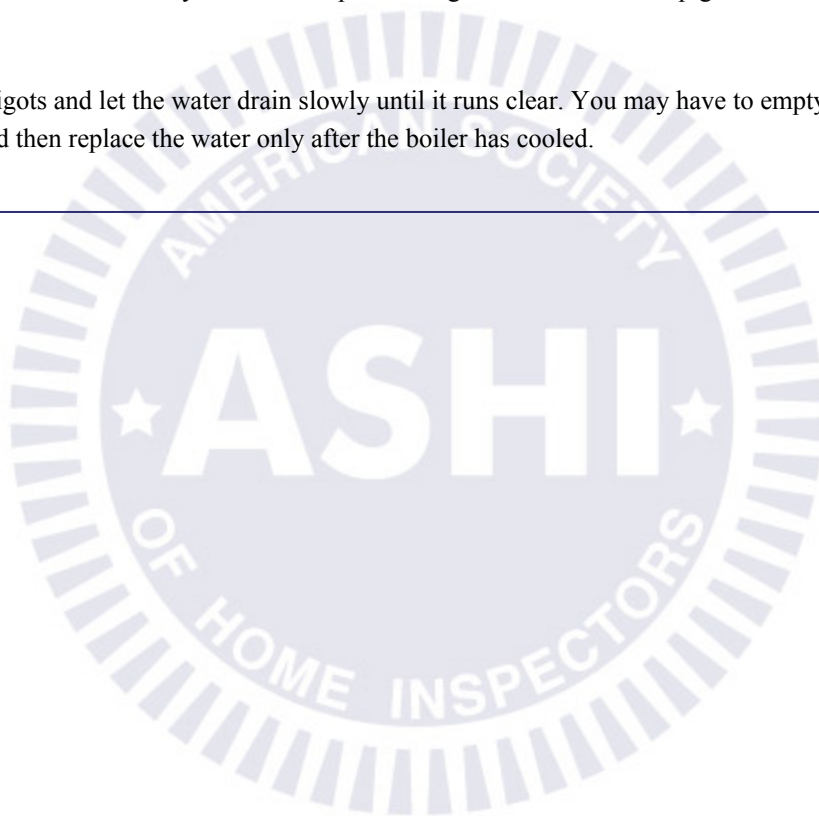 igots and let the water drain slowly until it runs clear. You may have to empty
d then replace the water only after the boiler has cooled.
AMERICAN SOCIETY
ASHI
OF HOME INSPECTORS